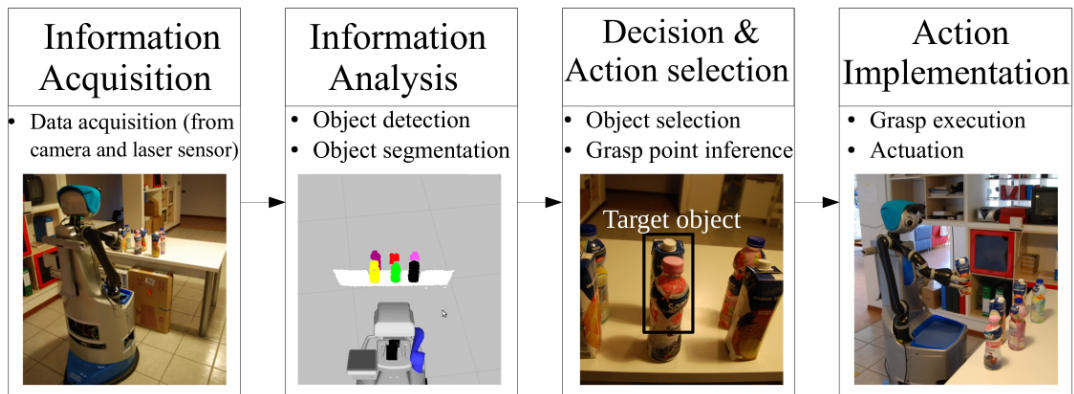 Information
Acquisition
• Data acquisition (from
camera and laser sensor)
Information
Analysis
• Object detection
• Object segmentation
Decision &
Action selection
• Object selection
• Grasp point inference
Target object
Action
Implementation
• Grasp execution
• Actuation